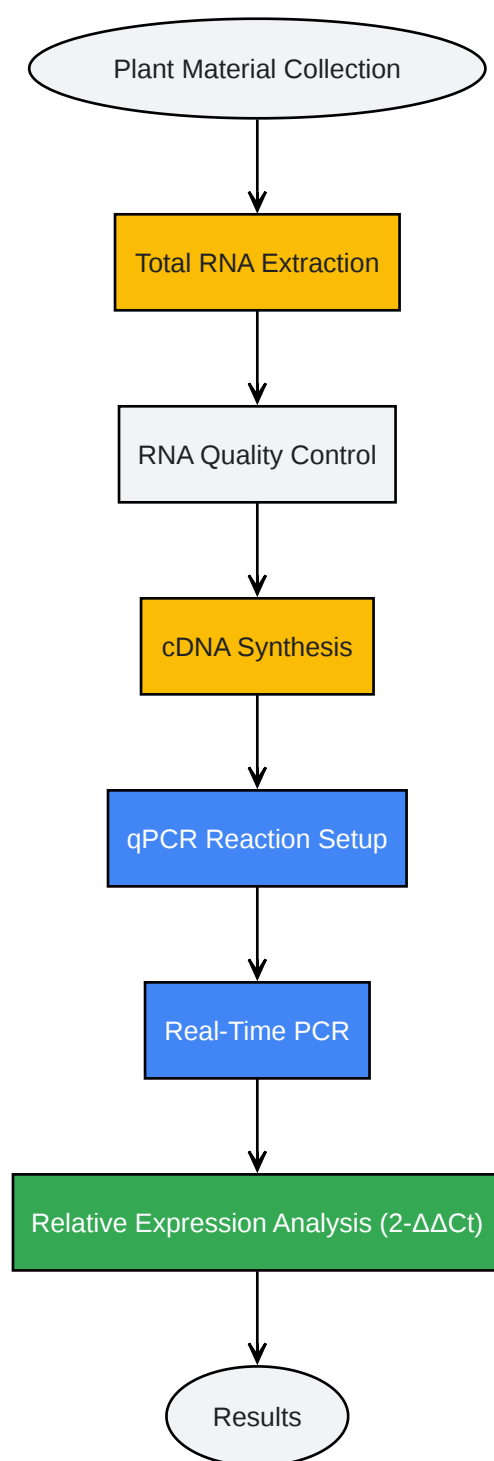 Plant Material Collection
Total RNA Extraction
RNA Quality Control
cDNA Synthesis
qPCR Reaction Setup
Real-Time PCR
Relative Expression Analysis (2-ΔΔCt)
Results